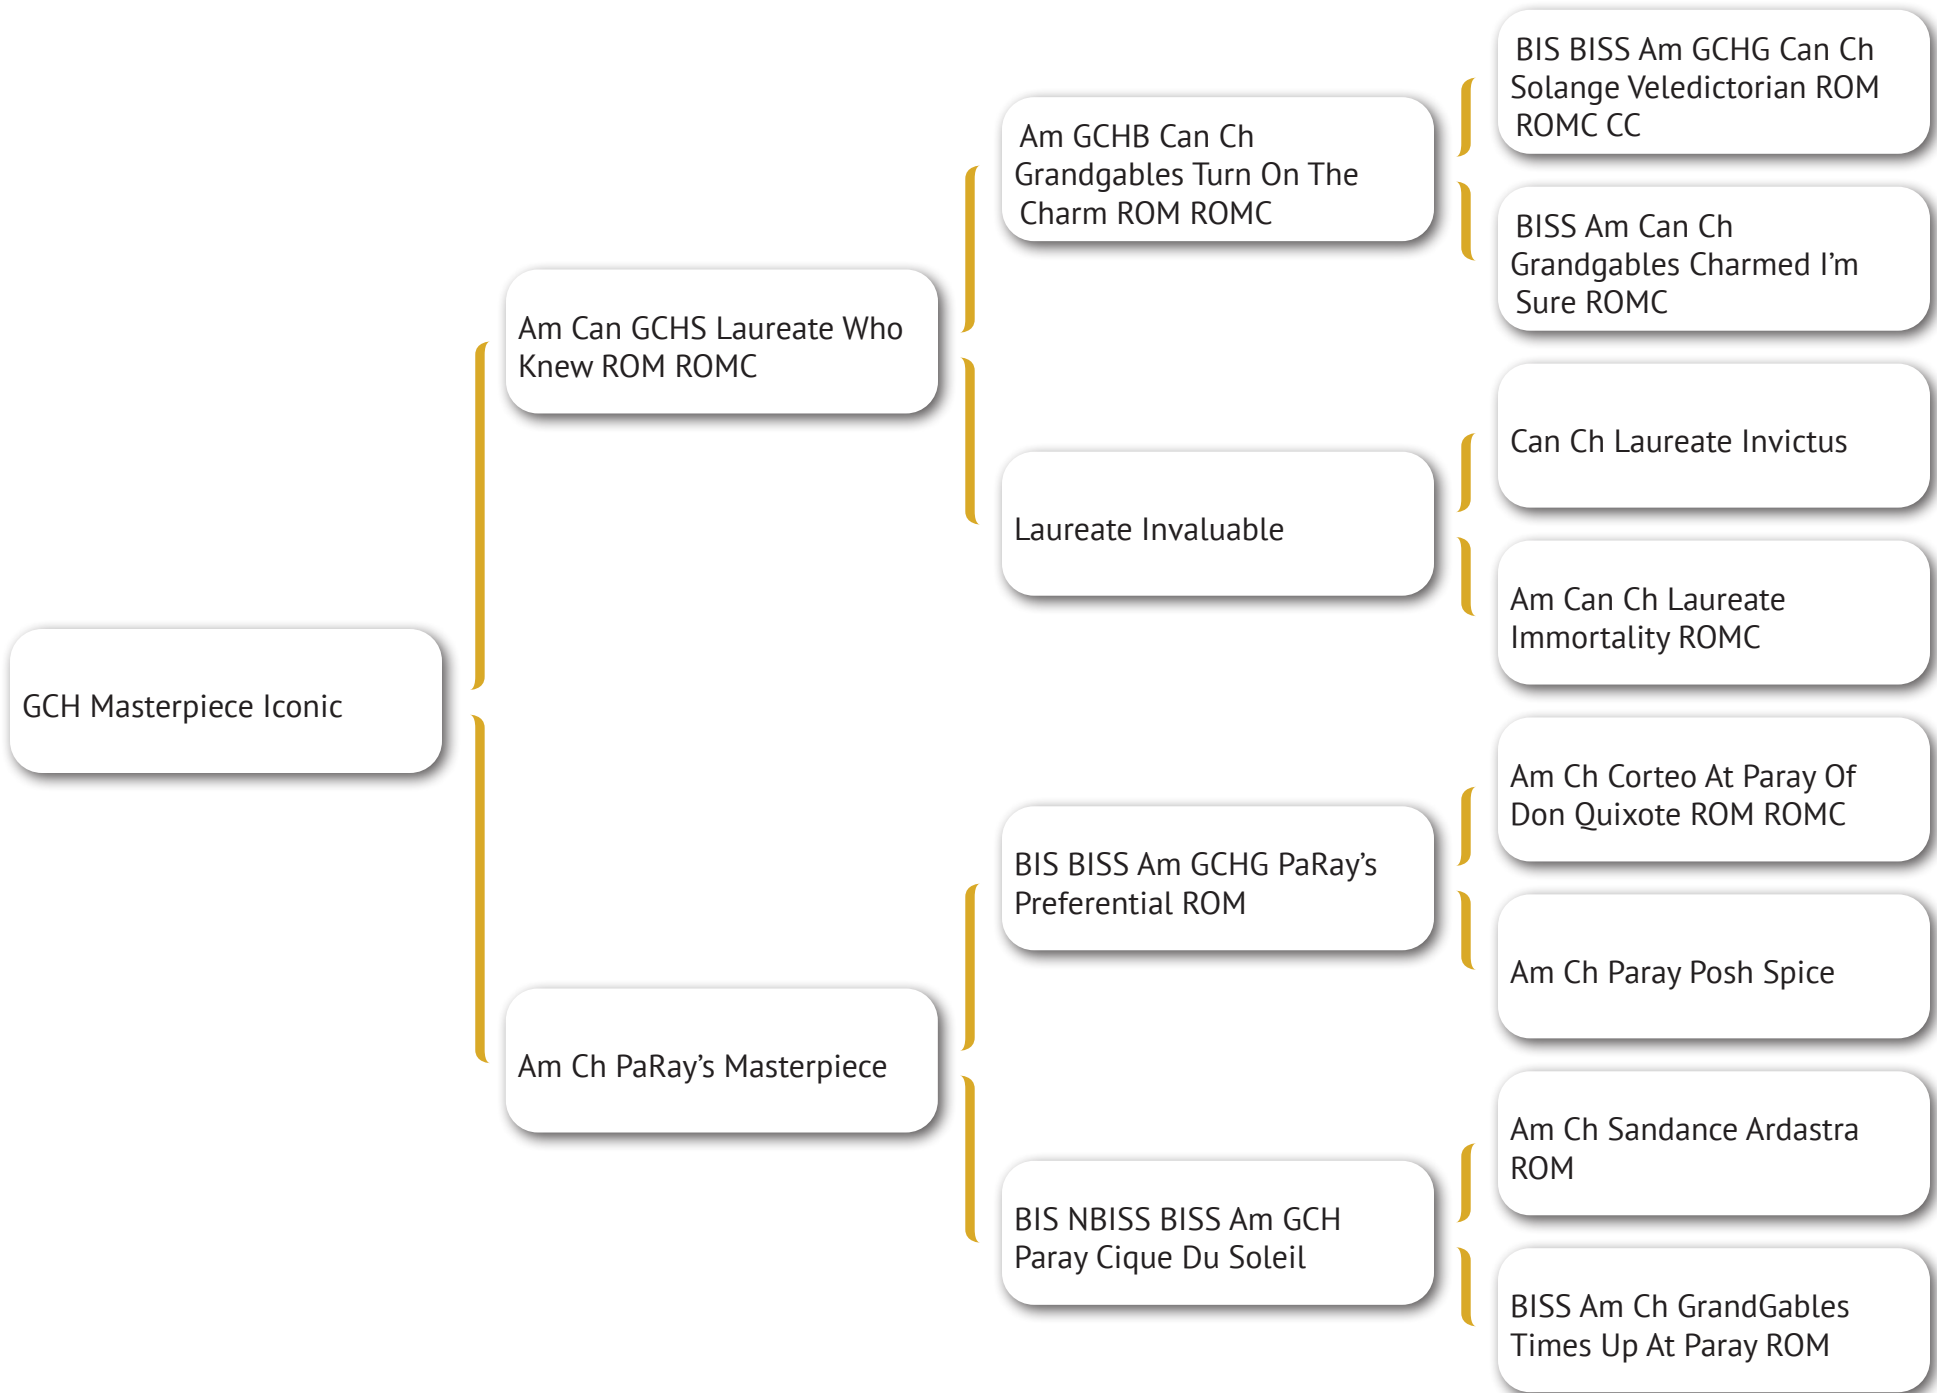 GCH Masterpiece Iconic
Am Can GCHS Laureate Who
Knew ROM ROMC
Am Ch PaRay’s Masterpiece
Am GCHB Can Ch
Grandgables Turn On The
Charm ROM ROMC
Laureate Invaluable
BIS BISS Am GCHG PaRay’s
Preferential ROM
BIS NBISS BISS Am GCH
Paray Cique Du Soleil
BIS BISS Am GCHG Can Ch
Solange Veledictorian ROM
ROMC CC
BISS Am Can Ch
Grandgables Charmed I’m
Sure ROMC
Can Ch Laureate Invictus
Am Can Ch Laureate
Immortality ROMC
Am Ch Corteo At Paray Of
Don Quixote ROM ROMC
Am Ch Paray Posh Spice
Am Ch Sandance Ardastra
ROM
BISS Am Ch GrandGables
Times Up At Paray ROM